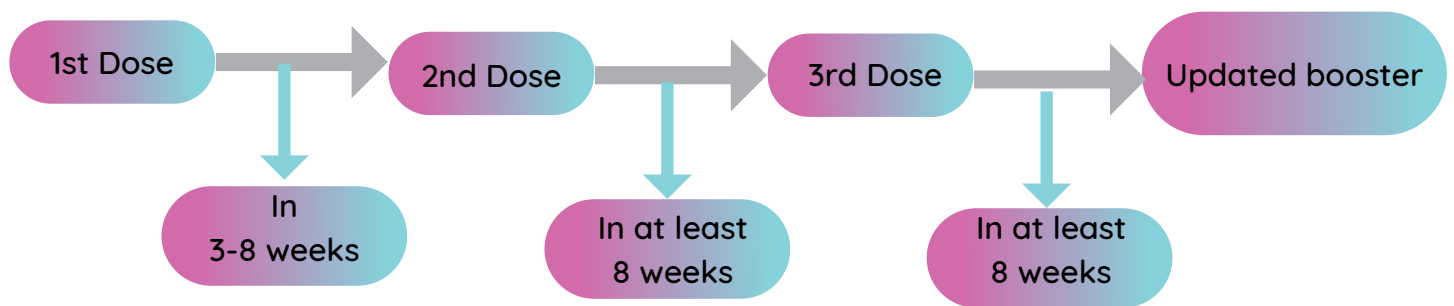 1st Dose
2nd Dose
3rd Dose
Updated booster
In
3-8 weeks
In at least
8 weeks
In at least
8 weeks